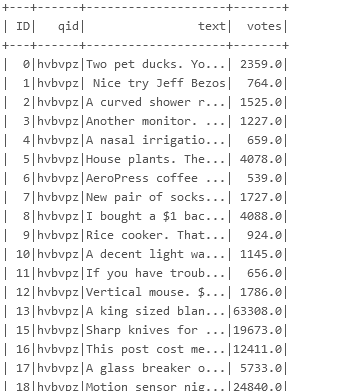 +---+------+--------------------+-------+
| ID| qid| text| votes|
+---+------+--------------------+-------+
| 0|hvbvpz|Two pet ducks. Yo...| 2359.0|
| 1|hvbvpz| Nice try Jeff Bezos| 764.0|
| 2|hvbvpz|A curved shower r...| 1525.0|
| 3|hvbvpz|Another monitor. ...| 1227.0|
| 4|hvbvpz|A nasal irrigatio...| 659.0|
| 5|hvbvpz|House plants. The...| 4078.0|
| 6|hvbvpz|AeroPress coffee ...| 539.0|
| 7|hvbvpz|New pair of socks...| 1727.0|
| 8|hvbvpz|I bought a $1 bac...| 4088.0|
| 9|hvbvpz|Rice cooker. That...| 924.0|
| 10|hvbvpz|A decent light wa...| 1145.0|
| 11|hvbvpz|If you have troub...| 656.0|
| 12|hvbvpz|Vertical mouse. $...| 1786.0|
| 13|hvbvpz|A king sized blan...|63308.0|
| 15|hvbvpz|Sharp knives for ...|19673.0|
| 16|hvbvpz|This post cost me...|12411.0|
| 17|hvbvpz|A glass breaker o...| 5733.0|
| 18|hvbvpz|Motion sensor nig...|24840.0|